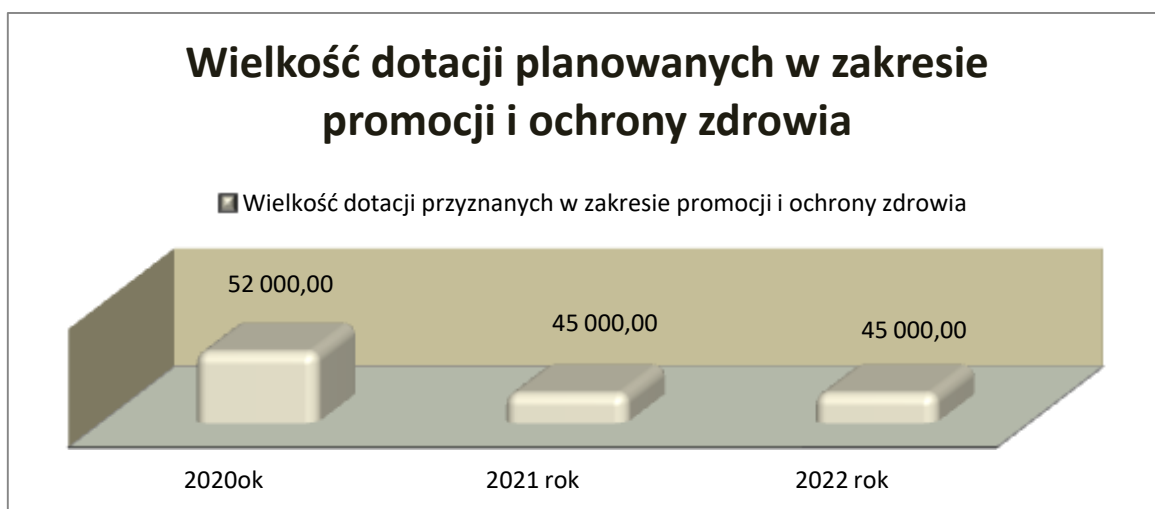 Wielkość dotacji planowanych w zakresie
promocji i ochrony zdrowia
Wielkość dotacji przyznanych w zakresie promocji i ochrony zdrowia
52 000,00
45 000,00
45 000,00
2020ok
2021 rok
2022 rok